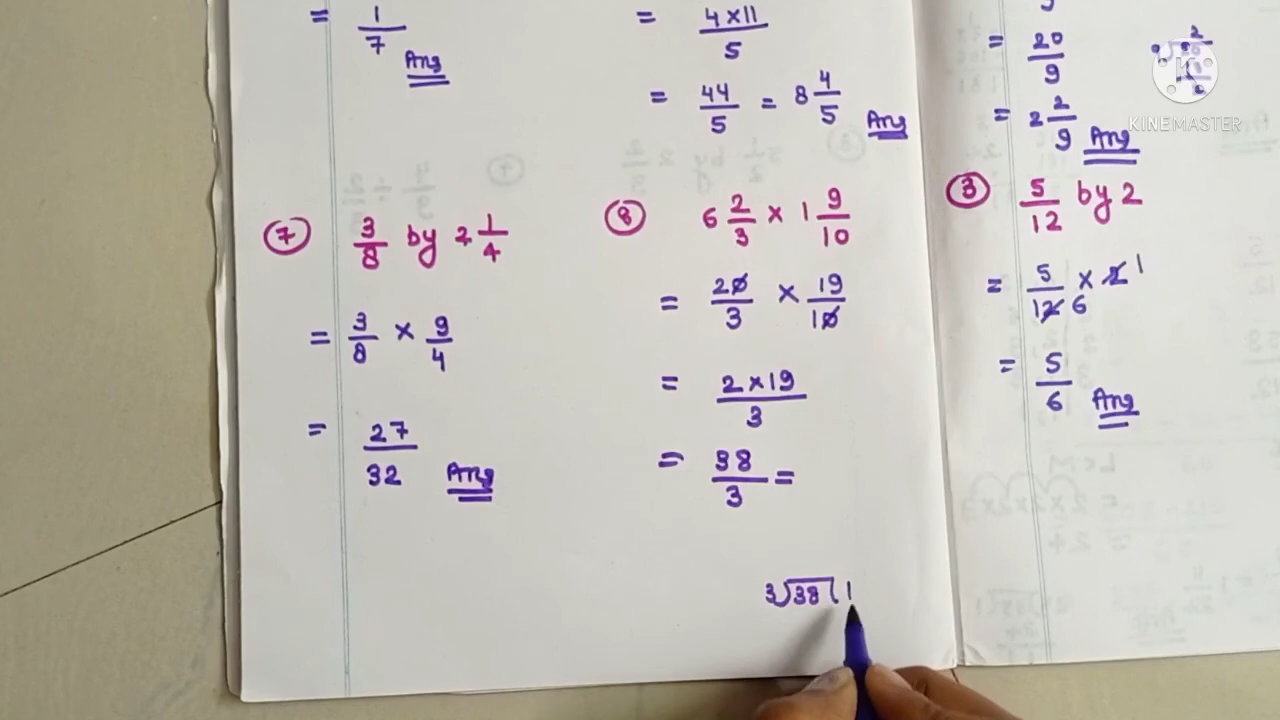 = 1/7 Ans
= 4×11/5
= 44/5 = 8 4/5 Ans
⑦ 3/8 by 2 1/4
= 3/8 × 9/4
= 27/32 Ans
⑧ 6 2/3 × 1 9/10
= 20/3 × 19/10
= 2×19/3
= 38/3 =
3√38(1
= 20/9
= 2 2/9 Ans
③ 5/12 by 2
= 5/12 6 × 2 1
= 5/6 Ans
KINEMASTER